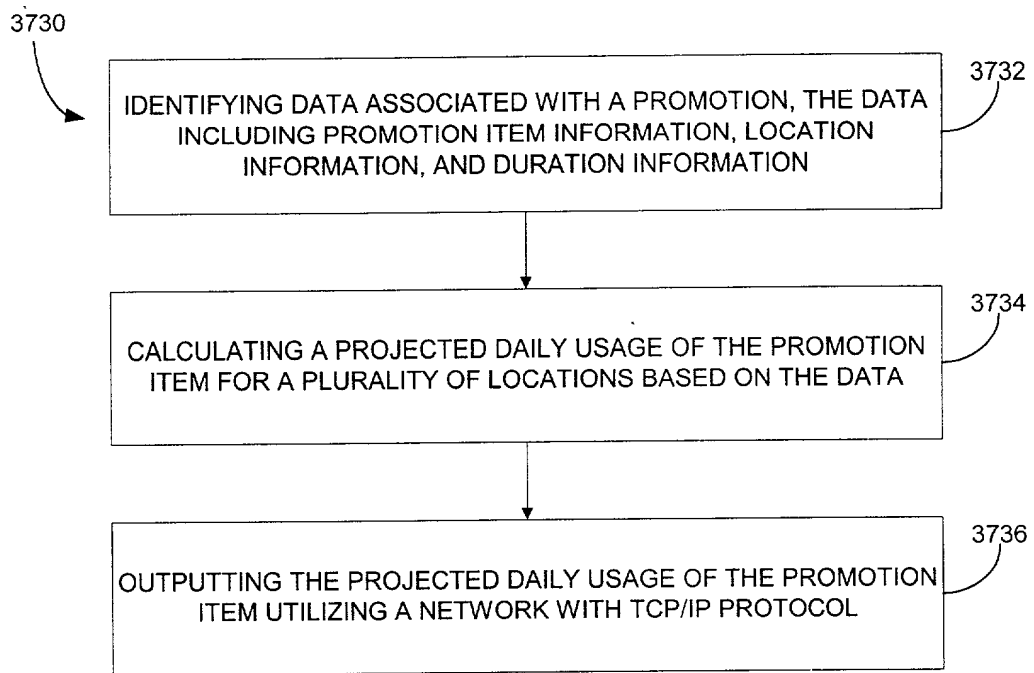 3730
3732
IDENTIFYING DATA ASSOCIATED WITH A PROMOTION, THE DATA
INCLUDING PROMOTION ITEM INFORMATION, LOCATION
INFORMATION, AND DURATION INFORMATION
3734
CALCULATING A PROJECTED DAILY USAGE OF THE PROMOTION
ITEM FOR A PLURALITY OF LOCATIONS BASED ON THE DATA
3736
OUTPUTTING THE PROJECTED DAILY USAGE OF THE PROMOTION
ITEM UTILIZING A NETWORK WITH TCP/IP PROTOCOL